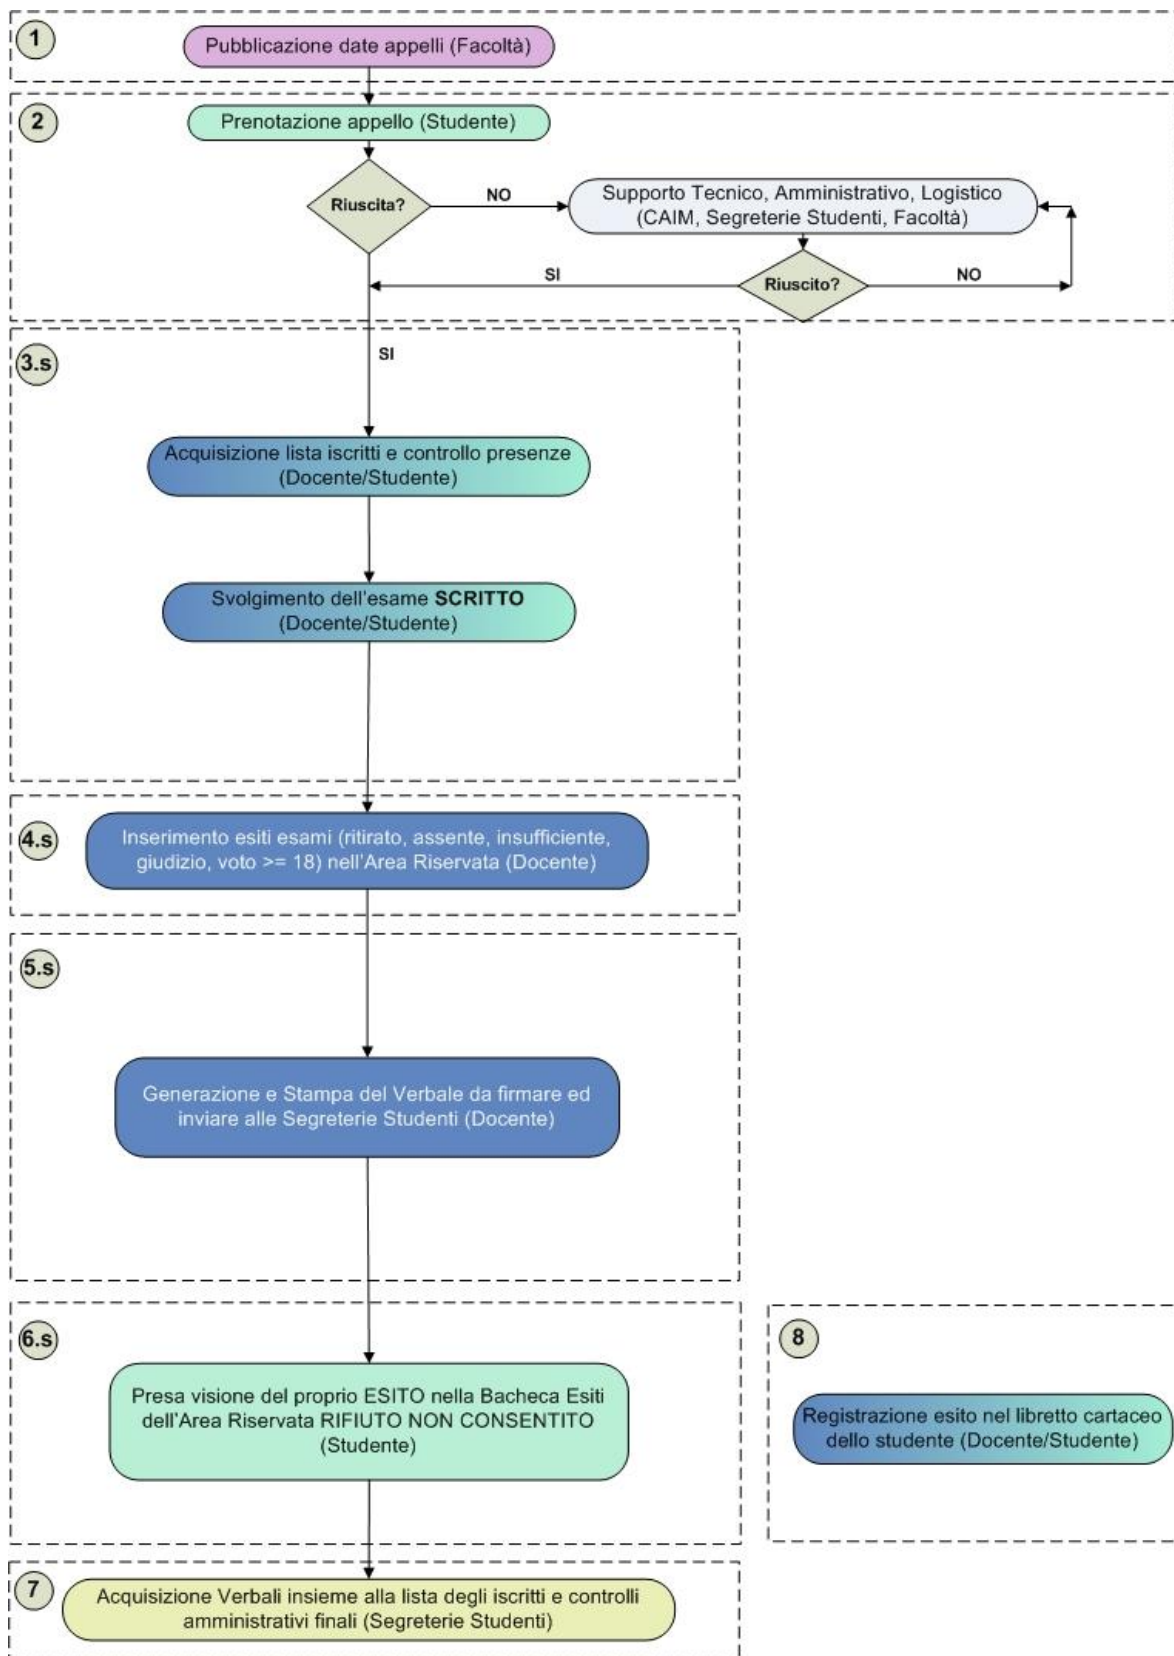 1
Pubblicazione date appelli (Facoltà)
2
Prenotazione appello (Studente)
Riuscita?
NO
Supporto Tecnico, Amministrativo, Logistico
(CAIM, Segreterie Studenti, Facoltà)
SI
Riuscito?
NO
3.s
SI
Acquisizione lista iscritti e controllo presenze
(Docente/Studente)
Svolgimento dell'esame SCRITTO
(Docente/Studente)
4.s
Inserimento esiti esami (ritirato, assente, insufficiente,
giudizio, voto >= 18) nell'Area Riservata (Docente)
5.s
Generazione e Stampa del Verbale da firmare ed
inviare alle Segreterie Studenti (Docente)
6.s
Presa visione del proprio ESITO nella Bacheca Esiti
dell'Area Riservata RIFIUTO NON CONSENTITO
(Studente)
8
Registrazione esito nel libretto cartaceo
dello studente (Docente/Studente)
7
Acquisizione Verbali insieme alla lista degli iscritti e controlli
amministrativi finali (Segreterie Studenti)